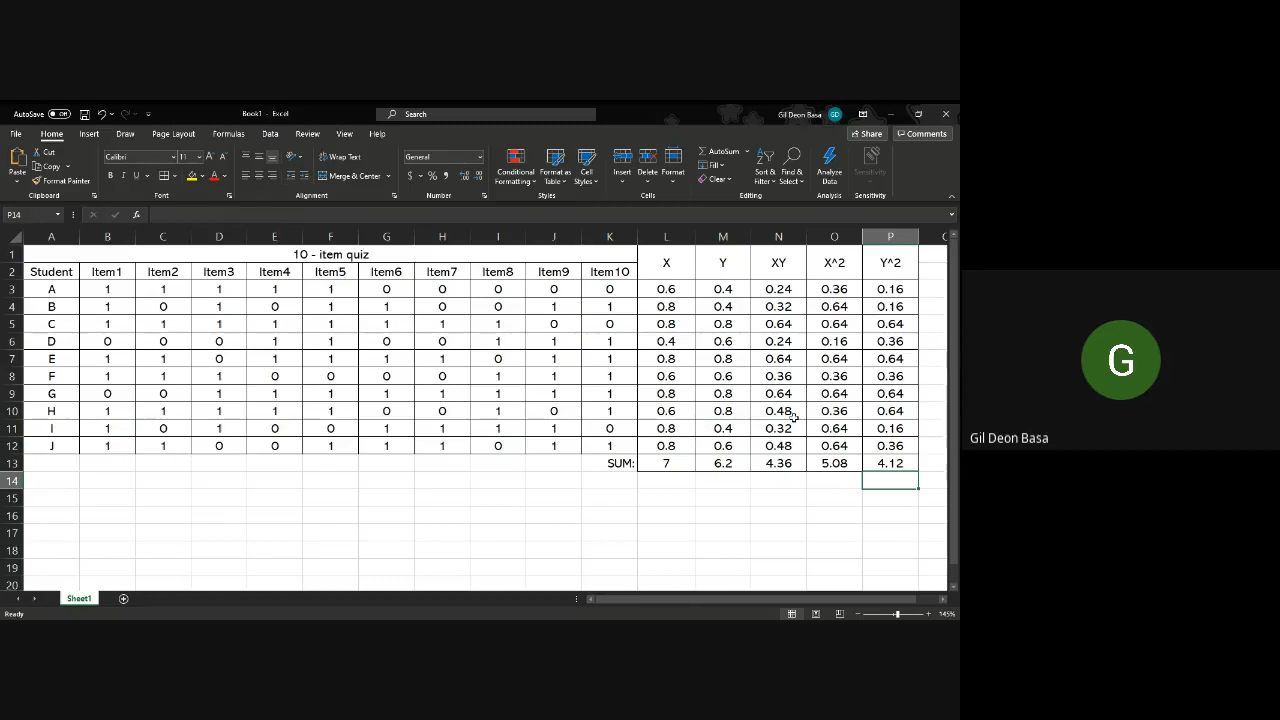 AutoSave Off Book1 - Excel Search Gil Deon Basa GD
File Home Insert Draw Page Layout Formulas Data Review View Help Share Comments
Paste Cut Copy Format Painter Clipboard
Calibri 11 B I U Font
Wrap Text Merge & Center Alignment
General $ % Number
Conditional Formatting Format as Table Cell Styles Styles
Insert Delete Format Cells
AutoSum Fill Clear Sort & Filter Find & Select Editing
Analyze Data Analysis
Sensitivity Sensitivity
P14 fx
A B C D E F G H I J K L M N O P
1 10 - item quiz X Y XY X^2 Y^2
2 Student Item1 Item2 Item3 Item4 Item5 Item6 Item7 Item8 Item9 Item10
3 A 1 1 1 1 1 0 0 0 0 0 0.6 0.4 0.24 0.36 0.16
4 B 1 0 1 0 1 1 0 0 1 1 0.8 0.4 0.32 0.64 0.16
5 C 1 1 1 1 1 1 1 1 0 0 0.8 0.8 0.64 0.64 0.64
6 D 0 0 0 1 1 0 0 1 1 1 0.4 0.6 0.24 0.16 0.36
7 E 1 1 0 1 1 1 1 0 1 1 0.8 0.8 0.64 0.64 0.64
8 F 1 1 1 0 0 0 0 1 1 1 0.6 0.6 0.36 0.36 0.36
9 G 0 0 1 1 1 1 1 1 1 1 0.8 0.8 0.64 0.64 0.64
10 H 1 1 1 1 1 0 0 1 0 1 0.6 0.8 0.48 0.36 0.64
11 I 1 0 1 0 0 1 1 1 1 0 0.8 0.4 0.32 0.64 0.16
12 J 1 1 0 0 1 1 1 0 1 1 0.8 0.6 0.48 0.64 0.36
13 SUM: 7 6.2 4.36 5.08 4.12
14
15
16
17
18
19
20
Sheet1
Ready 145%
G
Gil Deon Basa